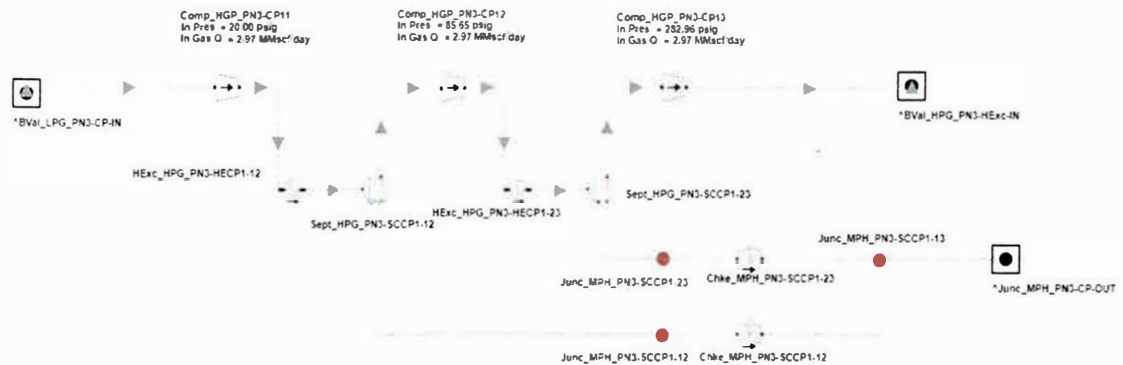 Comp_HGP_PN3-CP11
In Pres = 20.00 psig
In Gas Q = 2.97 MMscf/day
Comp_HGP_PN3-CP12
In Pres = 85.65 psig
In Gas Q = 2.97 MMscf/day
Comp_HGP_PN3-CP13
In Pres = 282.96 psig
In Gas Q = 2.97 MMscf/day
^BVal_LPG_PN3-CP-IN
^BVal_HPG_PN3-HExc-IN
HExc_HPG_PN3-HECP1-12
Sept_HPG_PN3-SCCP1-12
HExc_HPG_PN3-HECP1-23
Sept_HPG_PN3-SCCP1-23
Junc_MPH_PN3-SCCP1-13
Junc_MPH_PN3-SCCP1-23
Chke_MPH_PN3-SCCP1-23
^Junc_MPH_PN3-CP-OUT
Junc_MPH_PN3-SCCP1-12
Chke_MPH_PN3-SCCP1-12